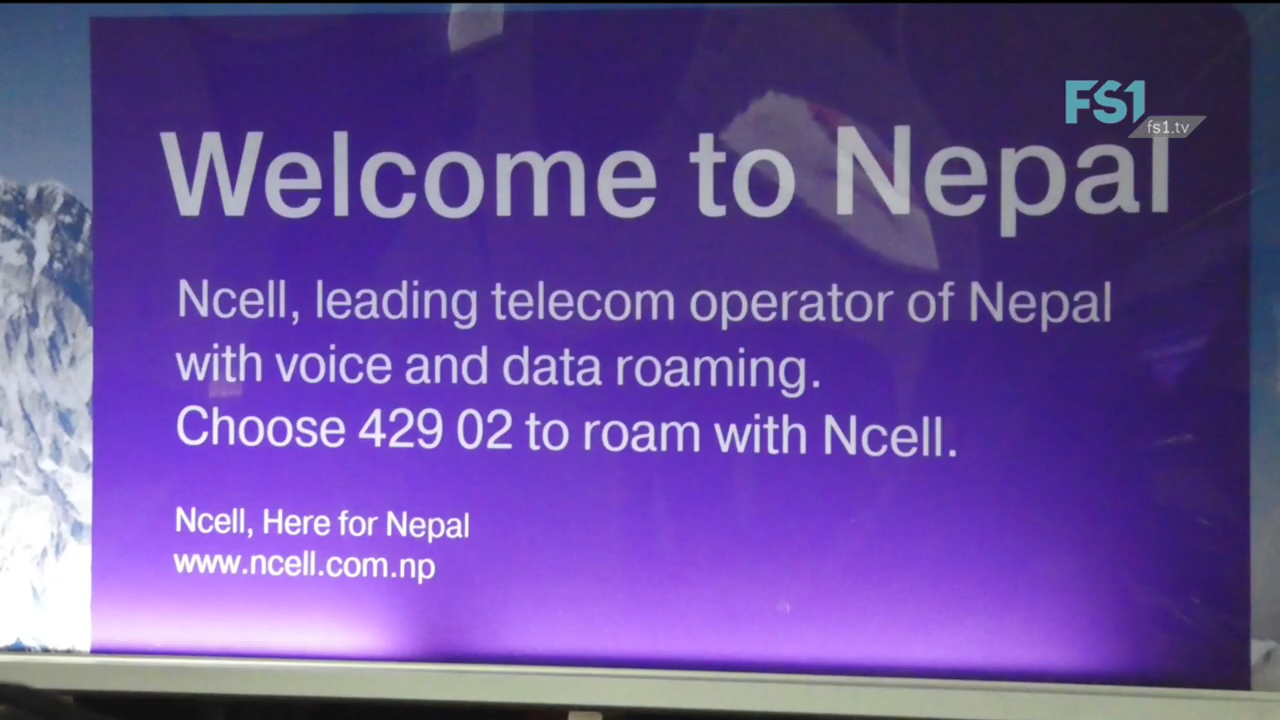 FS1
fs1.tv
Welcome to Nepal
Ncell, leading telecom operator of Nepal
with voice and data roaming.
Choose 429 02 to roam with Ncell.
Ncell, Here for Nepal
www.ncell.com.np